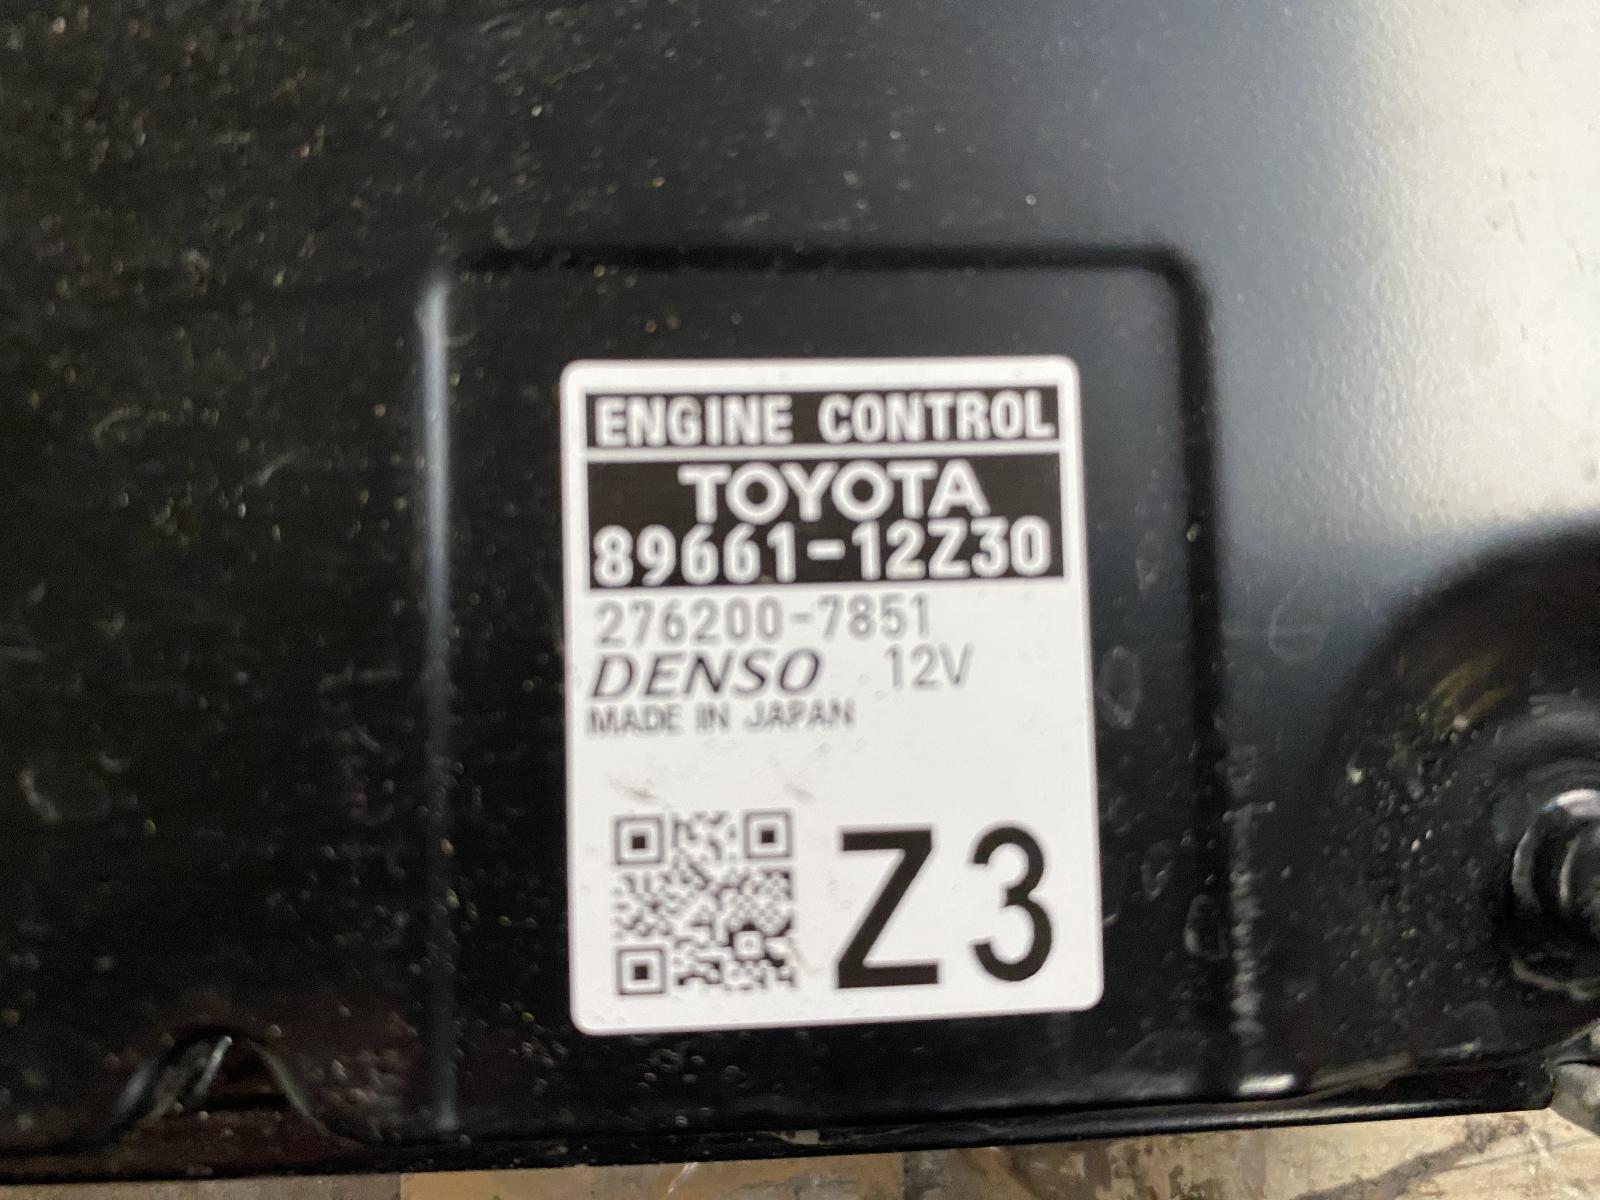 ENGINE CONTROL
TOYOTA
89661-12Z30
276200-7851
DENSO 12V
MADE IN JAPAN
Z3